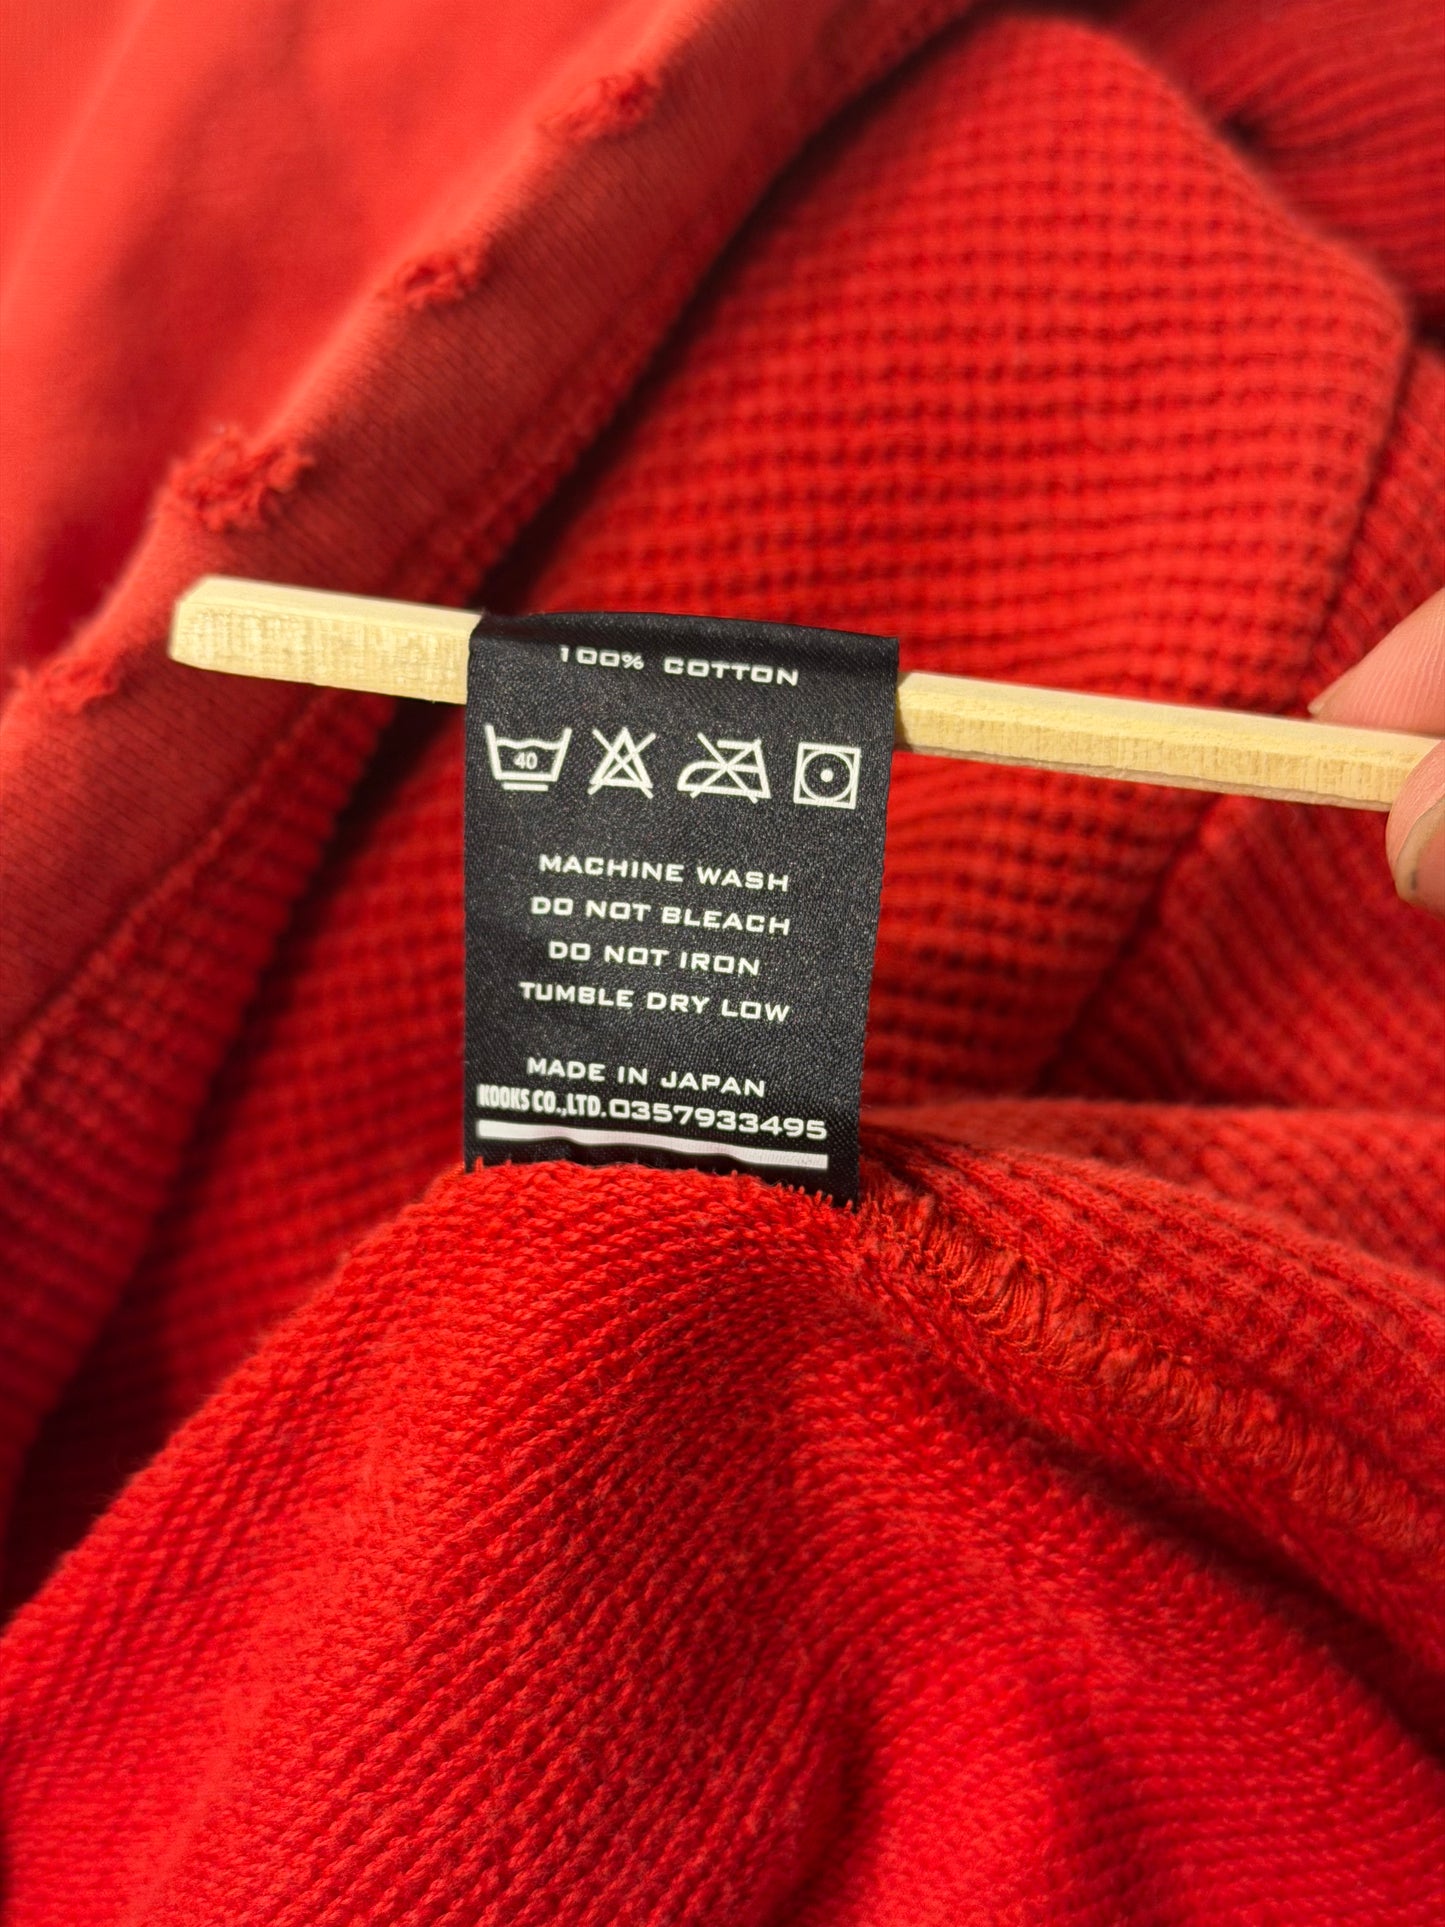 100% COTTON
40
MACHINE WASH
DO NOT BLEACH
DO NOT IRON
TUMBLE DRY LOW
MADE IN JAPAN
KOOKS CO.,LTD.0357933495